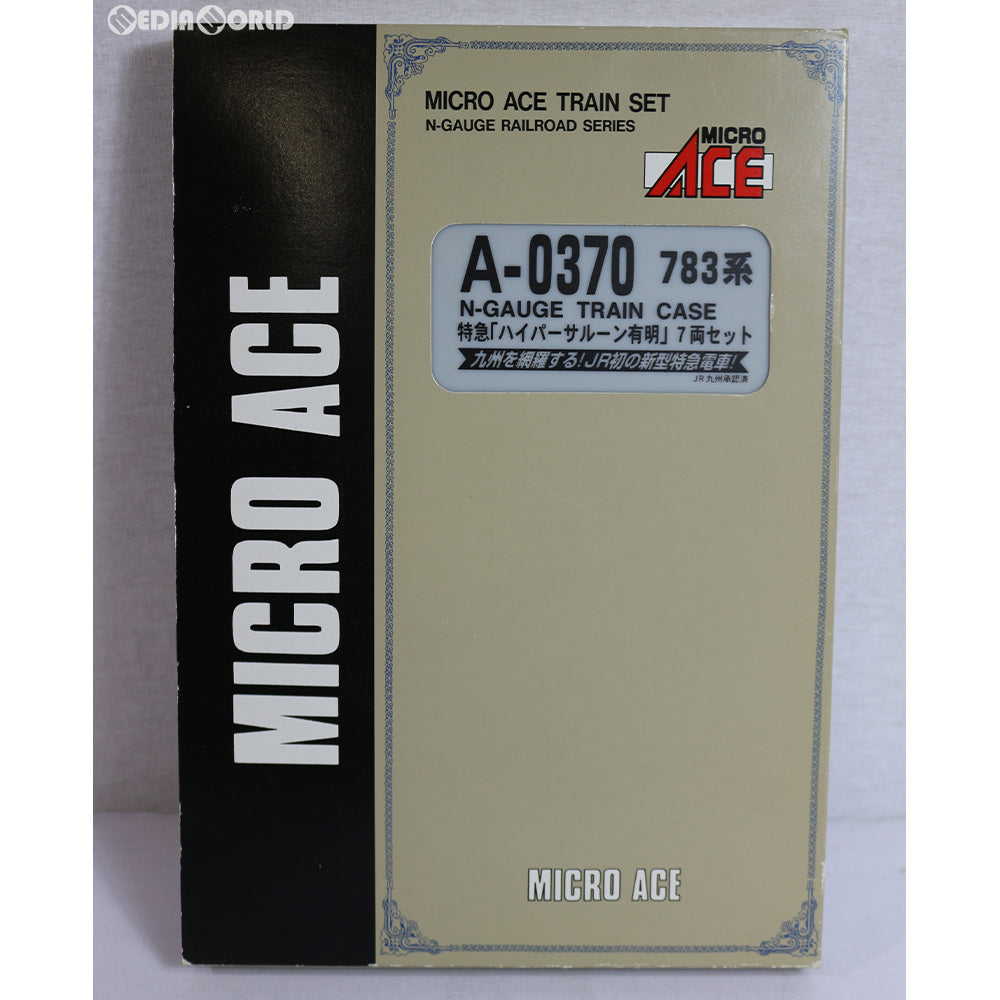 MEDIAWORLD
MICRO ACE TRAIN SET
N-GAUGE RAILROAD SERIES
MICRO
ACE
A-0370 783系
N-GAUGE TRAIN CASE
特急「ハイパーサルーン有明」7両セット
九州を網羅する!JR初の新型特急電車!
JR九州承認済
MICRO ACE
MICRO ACE